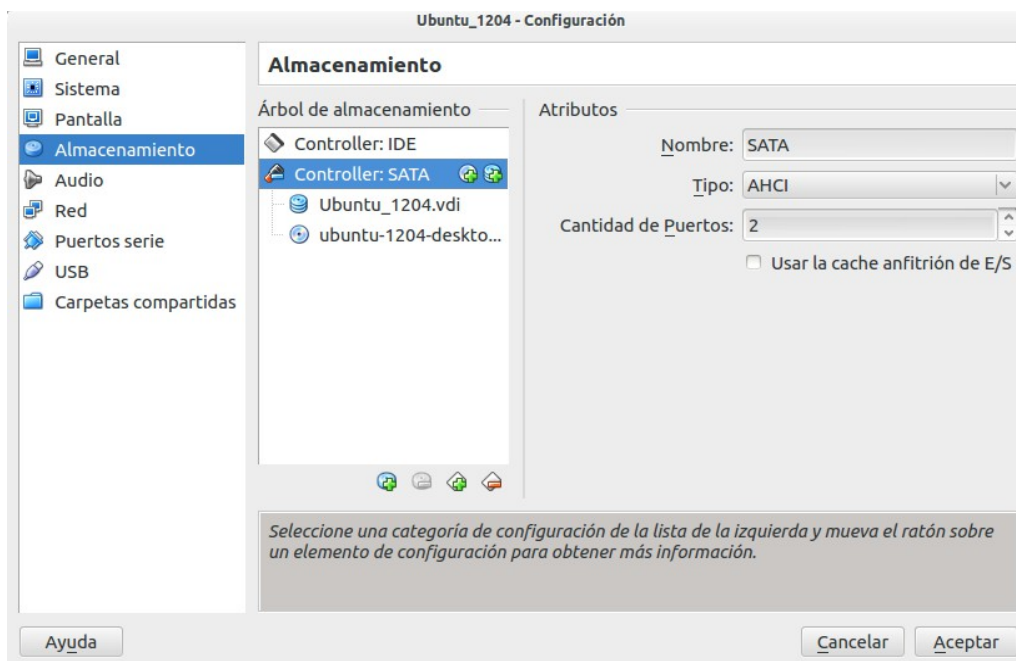 Ubuntu_1204 - Configuración
General
Sistema
Pantalla
Almacenamiento
Audio
Red
Puertos serie
USB
Carpetas compartidas
Almacenamiento
Árbol de almacenamiento
Controller: IDE
Controller: SATA
Ubuntu_1204.vdi
ubuntu-1204-deskto...
Atributos
Nombre: SATA
Tipo: AHCI
Cantidad de Puertos: 2
Usar la cache anfitrión de E/S
Seleccione una categoría de configuración de la lista de la izquierda y mueva el ratón sobre
un elemento de configuración para obtener más información.
Ayuda
Cancelar
Aceptar